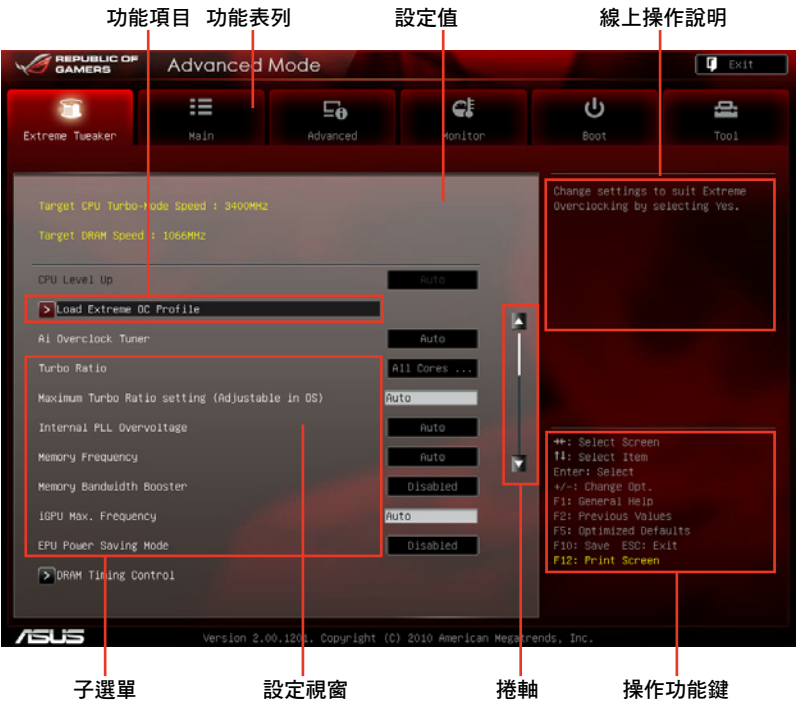 功能項目 功能表列 設定值 線上操作說明
REPUBLIC OF
GAMERS
Advanced Mode
Exit
Extreme Tweaker Main Advanced Monitor Boot Tool
Target CPU Turbo-Mode Speed : 3400MHz
Target DRAM Speed : 1066MHz
Change settings to suit Extreme
Overclocking by selecting Yes.
CPU Level Up Auto
> Load Extreme OC Profile
Ai Overclock Tuner Auto
Turbo Ratio All Cores ...
Maximum Turbo Ratio setting (Adjustable in OS) Auto
Internal PLL Overvoltage Auto
Memory Frequency Auto
Memory Bandwidth Booster Disabled
iGPU Max. Frequency Auto
EPU Power Saving Mode Disabled
> DRAM Timing Control
→←: Select Screen
↑↓: Select Item
Enter: Select
+/-: Change Opt.
F1: General Help
F2: Previous Values
F5: Optimized Defaults
F10: Save ESC: Exit
F12: Print Screen
ASUS
Version 2.00.1201. Copyright (C) 2010 American Megatrends, Inc.
子選單 設定視窗 捲軸 操作功能鍵